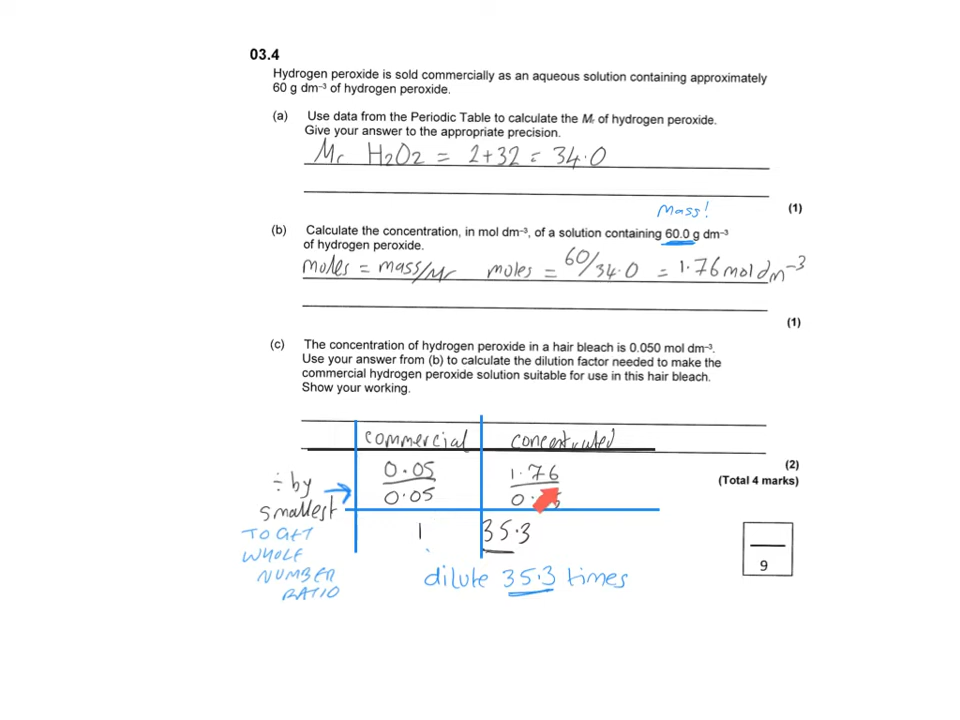 03.4
Hydrogen peroxide is sold commercially as an aqueous solution containing approximately
60 g dm⁻³ of hydrogen peroxide.
(a) Use data from the Periodic Table to calculate the Mr of hydrogen peroxide.
Give your answer to the appropriate precision.
Mr H2O2 = 2+32 = 34.0
Mass!
(1)
(b) Calculate the concentration, in mol dm⁻³, of a solution containing 60.0 g dm⁻³
of hydrogen peroxide.
moles = mass/Mr moles = 60/34.0 = 1.76 mol dm⁻³
(1)
(c) The concentration of hydrogen peroxide in a hair bleach is 0.050 mol dm⁻³.
Use your answer from (b) to calculate the dilution factor needed to make the
commercial hydrogen peroxide solution suitable for use in this hair bleach.
Show your working.
commercial concentrated
(2)
(Total 4 marks)
0.05 1.76
÷ by 0.05
smallest
1 35.3
TO GET
WHOLE
NUMBER
RATIO
dilute 35.3 times
9